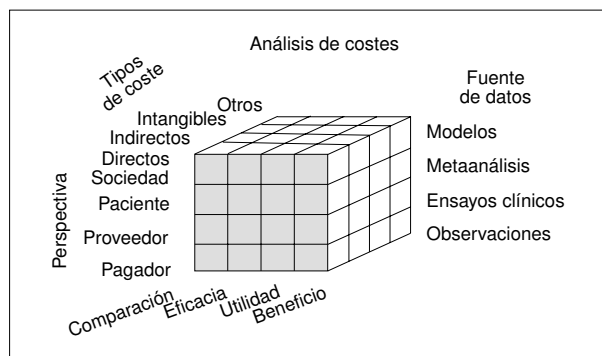 Análisis de costes
Tipos
de coste
Fuente
de datos
Otros
Intangibles
Indirectos
Directos
Modelos
Metaanálisis
Ensayos clínicos
Observaciones
Perspectiva
Sociedad
Paciente
Proveedor
Pagador
Comparación
Eficacia
Utilidad
Beneficio